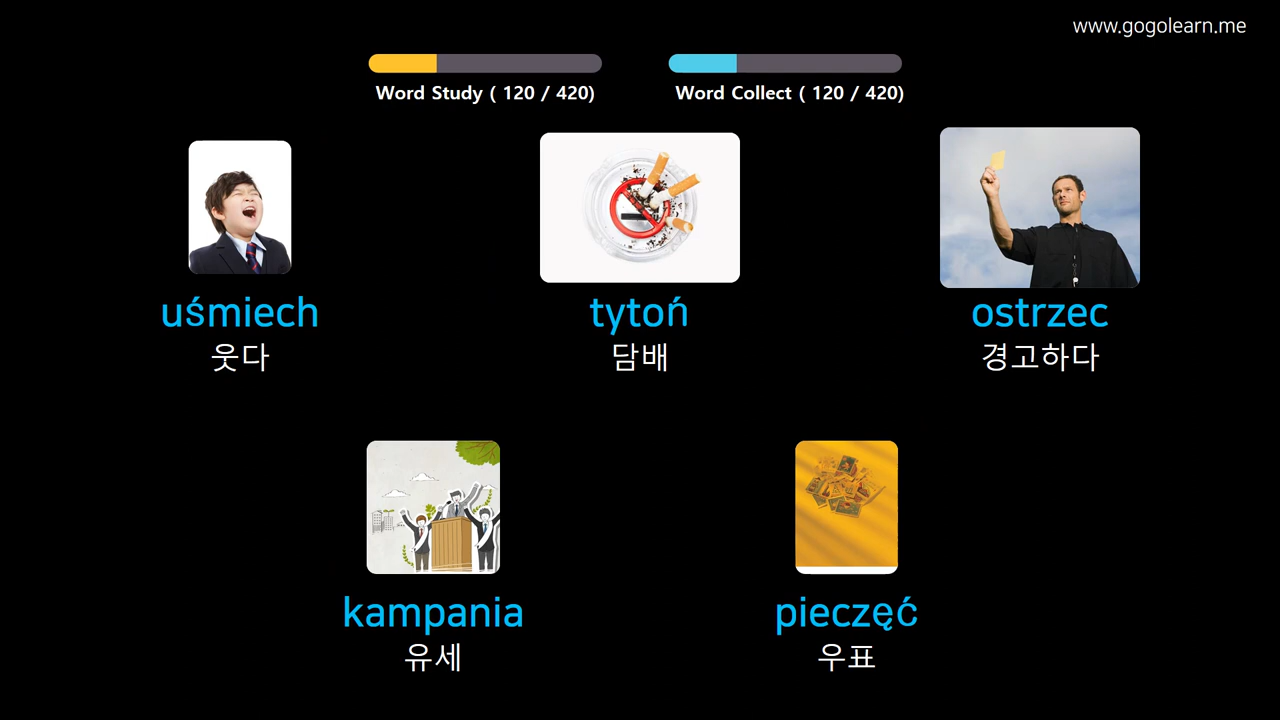 www.gogolearn.me
Word Study ( 120 / 420)
Word Collect ( 120 / 420)
uśmiech
웃다
tytoń
담배
ostrzec
경고하다
kampania
유세
pieczęć
우표